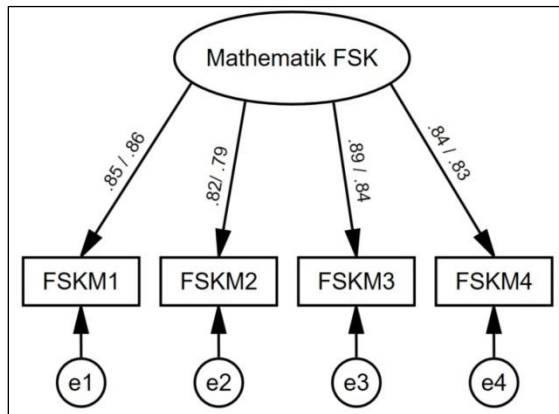 Mathematik FSK
.85 / .86
.82/ .79
.89 / .84
.84 / .83
FSKM1
FSKM2
FSKM3
FSKM4
e1
e2
e3
e4